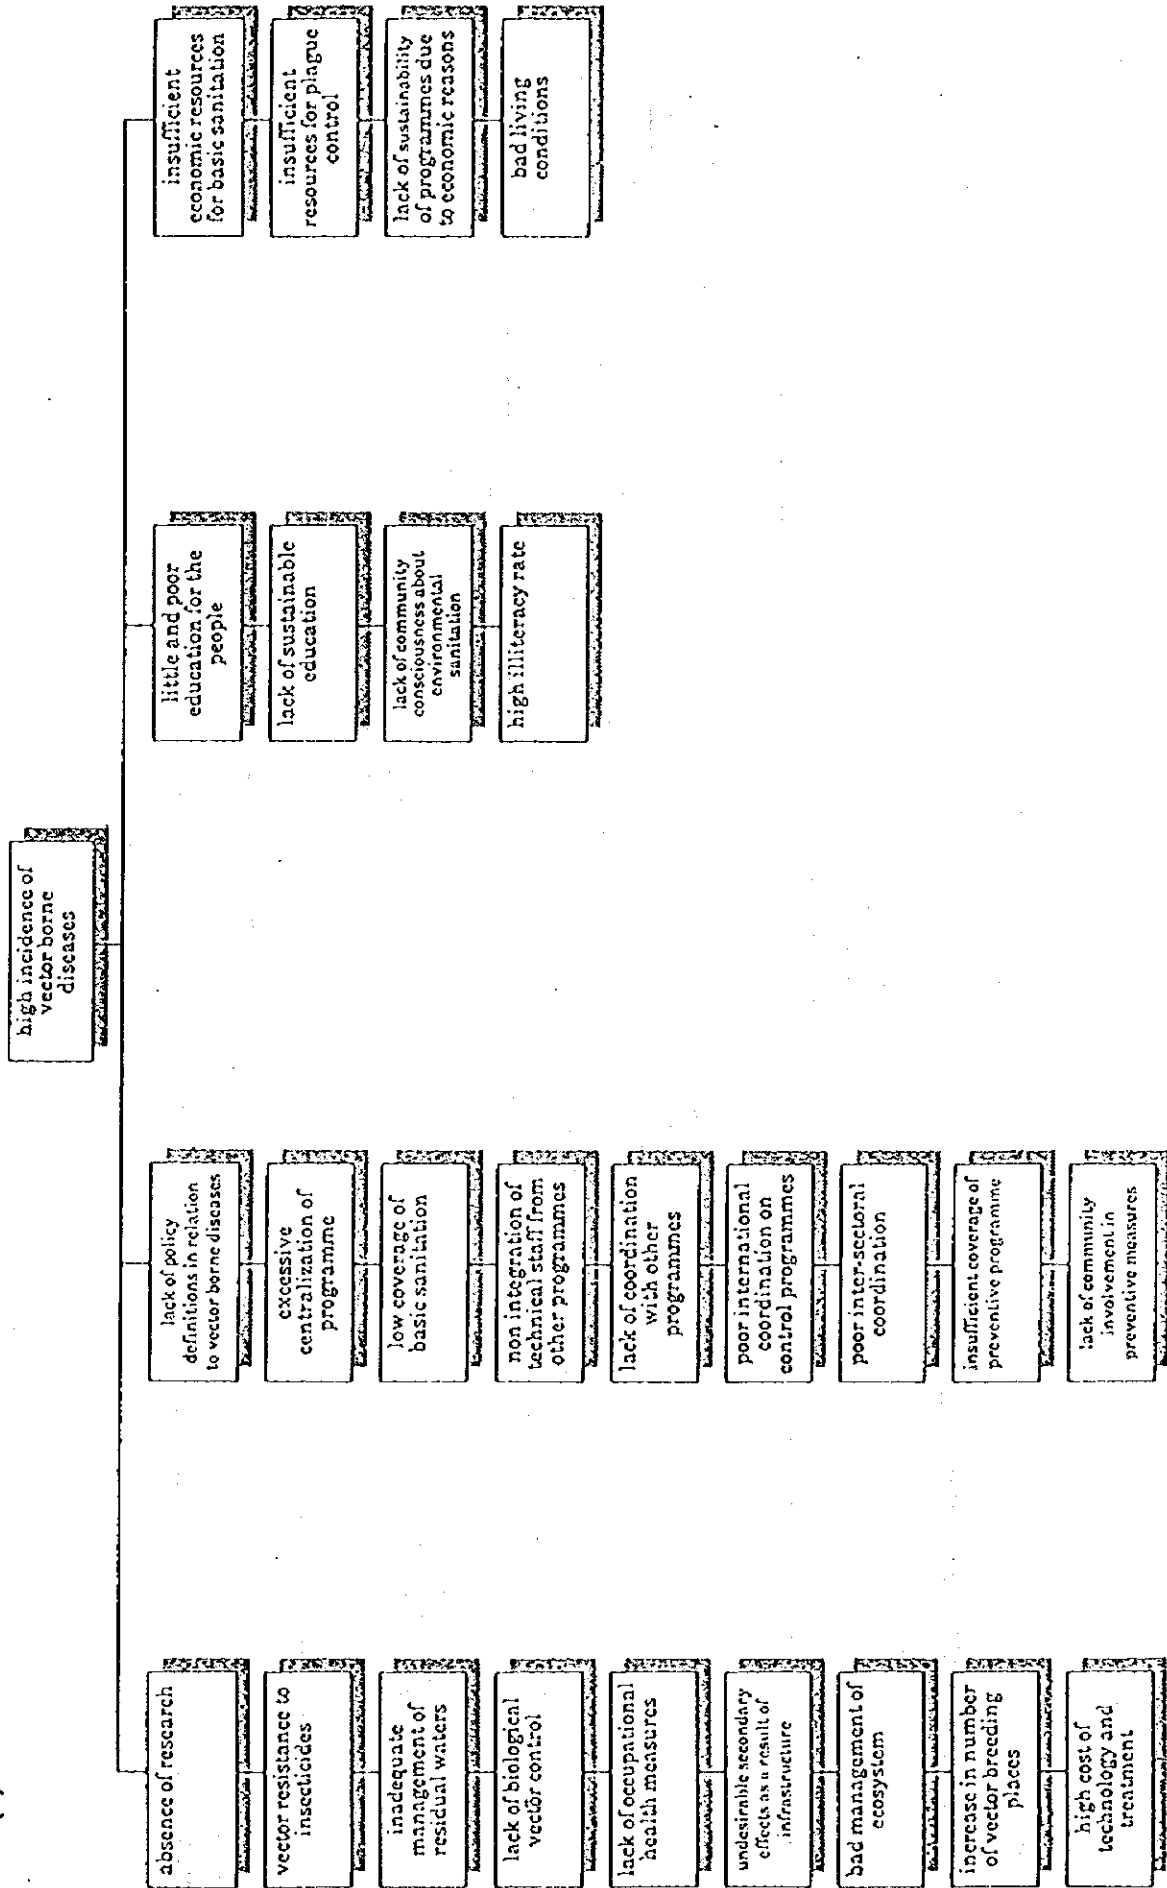 high incidence of
vector borne
diseases
absence of research
vector resistance to
insecticides
inadequate
management of
residual waters
lack of biological
vector control
lack of occupational
health measures
undesirable secondary
effects as a result of
infrastructure
bad management of
ecosystem
increase in number
of vector breeding
places
high cost of
technology and
treatment
lack of policy
definitions in relation
to vector borne diseases
excessive
centralization of
programme
low coverage of
basic sanitation
non integration of
technical staff from
other programmes
lack of coordination
with other
programmes
poor international
coordination on
control programmes
poor inter-sectoral
coordination
insufficient coverage of
preventive programme
lack of community
involvement in
preventive measures
little and poor
education for the
people
lack of sustainable
education
lack of community
consciousness about
environmental
sanitation
high illiteracy rate
insufficient
economic resources
for basic sanitation
insufficient
resources for plague
control
lack of sustainability
of programmes due
to economic reasons
bad living
conditions